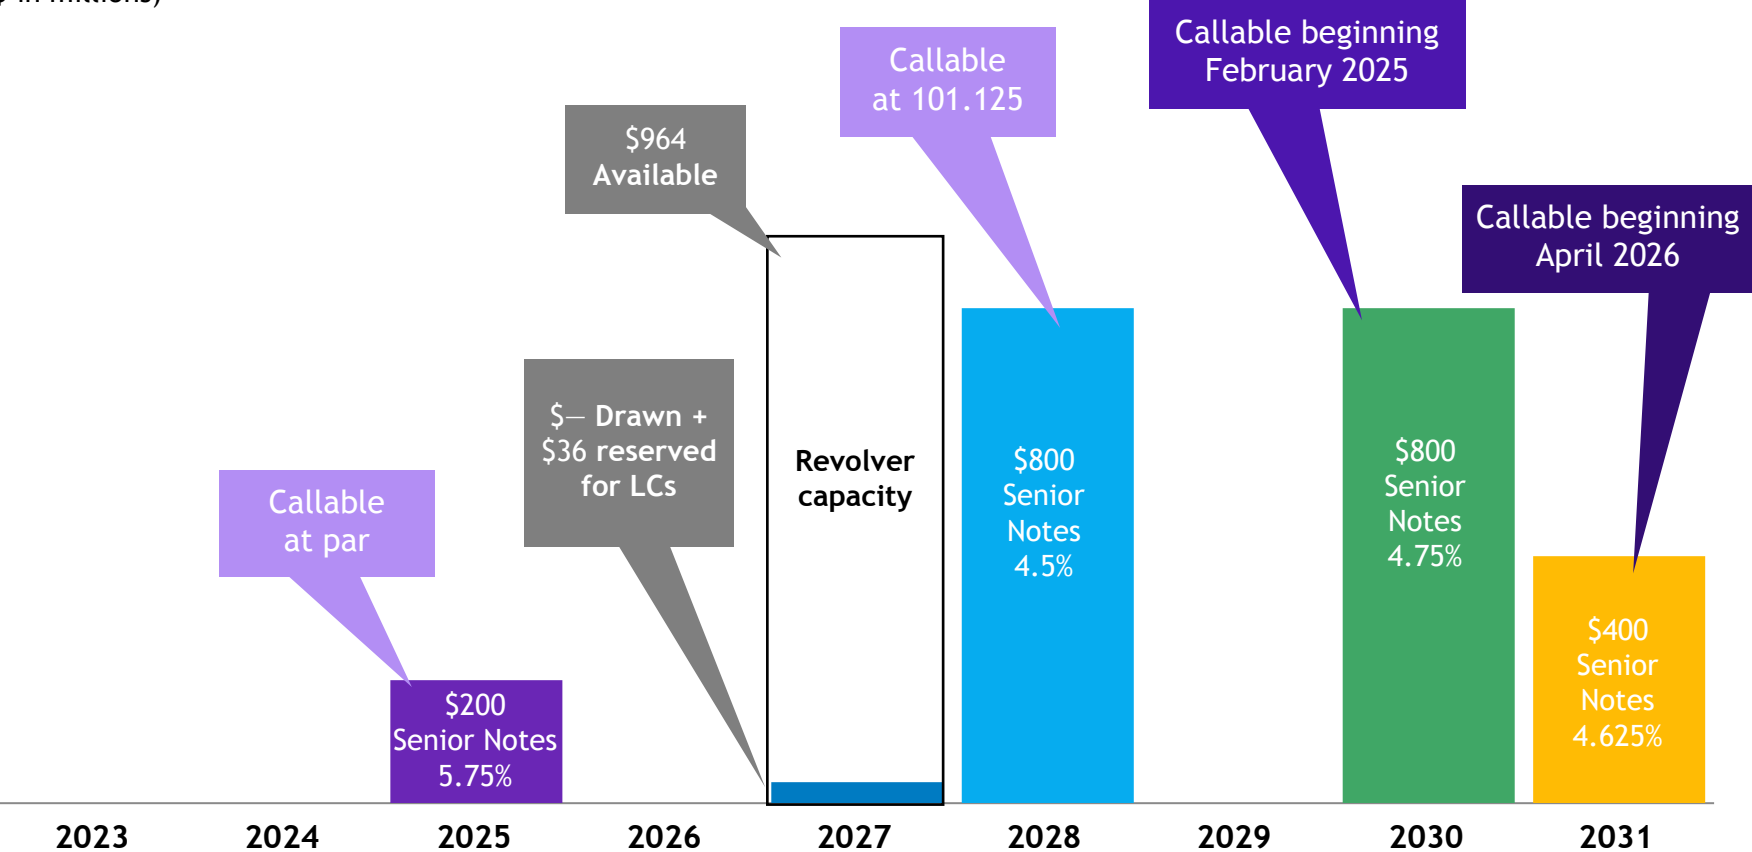 $ in millions)
Callable beginning
February 2025
Callable
at 101.125
$964
Available
Callable beginning
April 2026
$— Drawn +
$36 reserved
for LCs
Revolver
capacity
$800
Senior
Notes
4.5%
$800
Senior
Notes
4.75%
Callable
at par
$400
Senior
Notes
4.625%
$200
Senior Notes
5.75%
2023 2024 2025 2026 2027 2028 2029 2030 2031